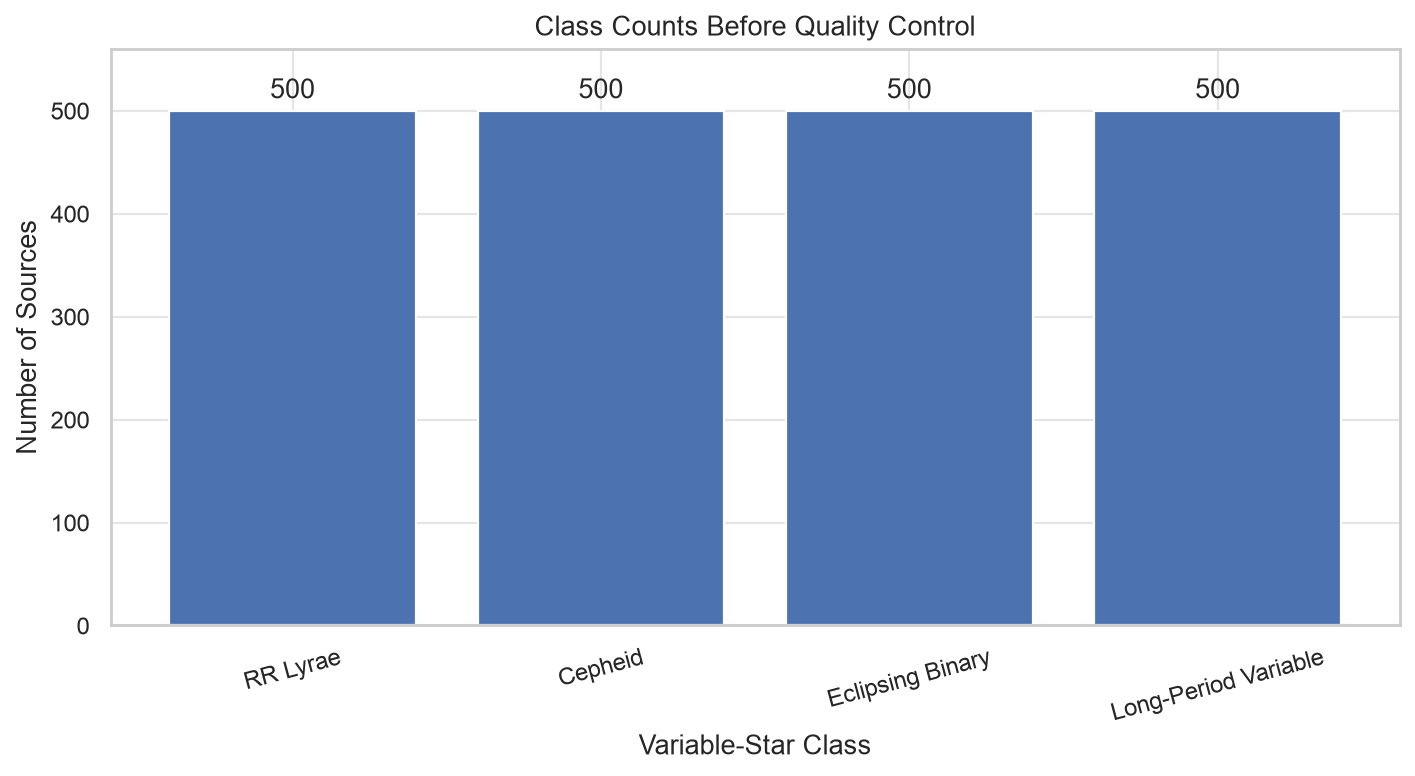 Class Counts Before Quality Control
500 500 500 500
500
400
300
200
100
0
Number of Sources
RR Lyrae Cepheid Eclipsing Binary Long-Period Variable
Variable-Star Class